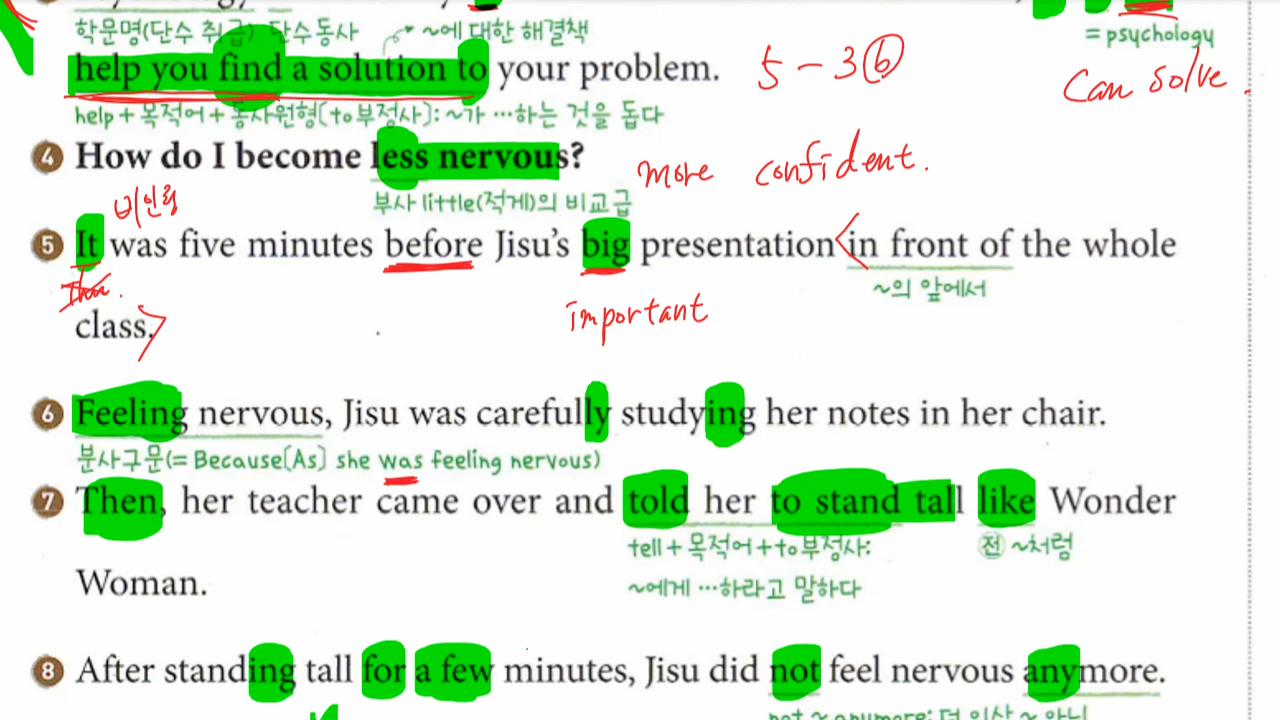 학문명(단수 취급) 단수동사 ~에 대한 해결책
= psychology
help you find a solution to your problem. 5 - 3⑥ can solve.
help + 목적어 + 동사원형(to부정사): ~가 …하는 것을 돕다
④ How do I become less nervous? more confident.
부사 little(적게)의 비교급
비인칭
⑤ It was five minutes before Jisu's big presentation in front of the whole
~의 앞에서
class. important
⑥ Feeling nervous, Jisu was carefully studying her notes in her chair.
분사구문(= Because(As) she was feeling nervous)
⑦ Then, her teacher came over and told her to stand tall like Wonder
tell + 목적어 + to부정사: 전 ~처럼
~에게 …하라고 말하다
Woman.
⑧ After standing tall for a few minutes, Jisu did not feel nervous anymore.